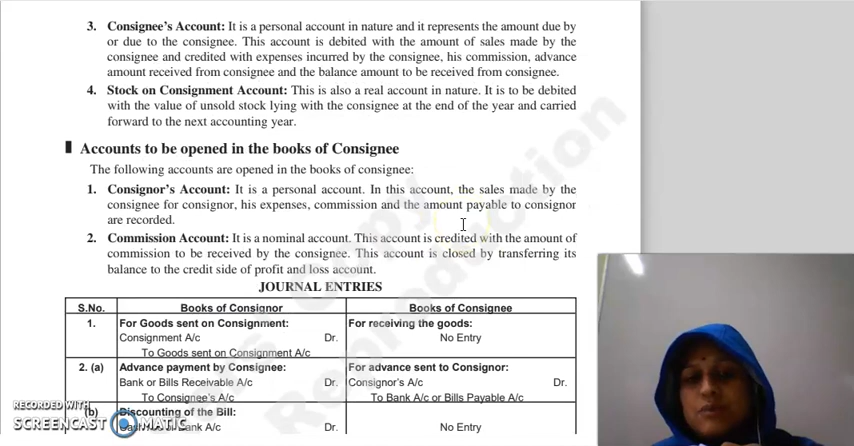 3. Consignee's Account: It is a personal account in nature and it represents the amount due by
or due to the consignee. This account is debited with the amount of sales made by the
consignee and credited with expenses incurred by the consignee, his commission, advance
amount received from consignee and the balance amount to be received from consignee.
4. Stock on Consignment Account: This is also a real account in nature. It is to be debited
with the value of unsold stock lying with the consignee at the end of the year and carried
forward to the next accounting year.
Accounts to be opened in the books of Consignee
The following accounts are opened in the books of consignee:
1. Consignor's Account: It is a personal account. In this account, the sales made by the
consignee for consignor, his expenses, commission and the amount payable to consignor
are recorded.
2. Commission Account: It is a nominal account. This account is credited with the amount of
commission to be received by the consignee. This account is closed by transferring its
balance to the credit side of profit and loss account.
JOURNAL ENTRIES
S.No. Books of Consignor Books of Consignee
1. For Goods sent on Consignment: For receiving the goods:
Consignment A/c Dr. No Entry
To Goods sent on Consignment A/c
2. (a) Advance payment by Consignee: For advance sent to Consignor:
Bank or Bills Receivable A/c Dr. Consignor's A/c Dr.
To Consignee's A/c To Bank A/c or Bills Payable A/c
(b) Discounting of the Bill:
Bank A/c Dr. No Entry
RECORDED WITH
SCREENCAST MATIC